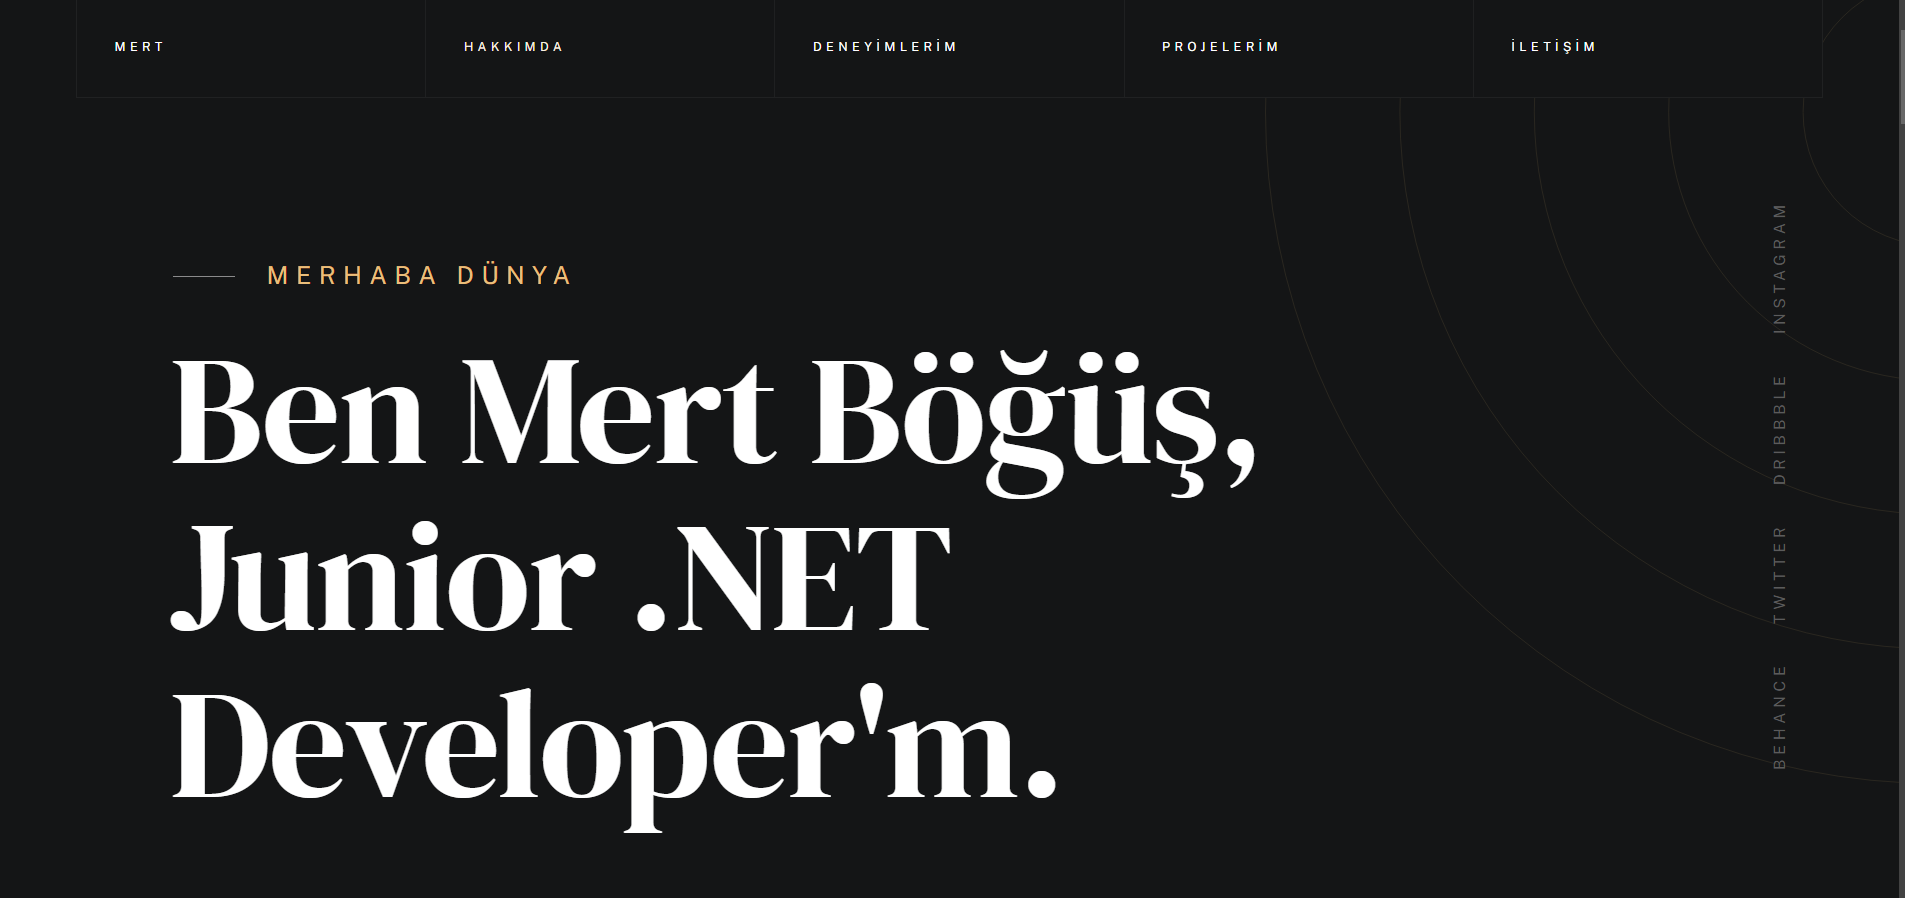 MERT
HAKKIMDA
DENEYİMLERİM
PROJELERİM
İLETİŞİM
MERHABA DÜNYA
Ben Mert Böğüş,
Junior .NET
Developer'm.
INSTAGRAM
DRIBBBLE
TWITTER
BEHANCE